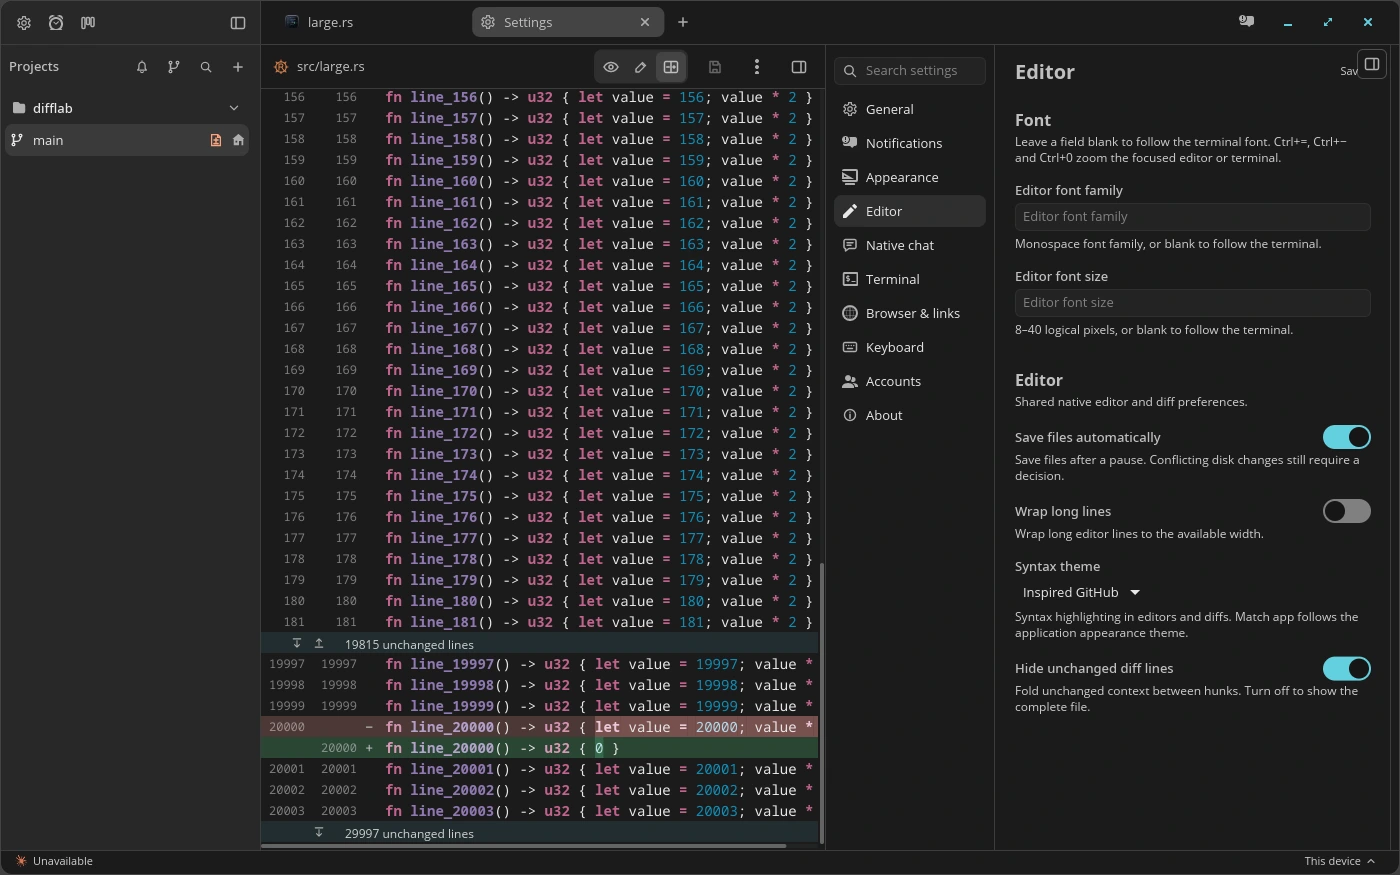 large.rs
Settings
Projects
src/large.rs
difflab
main
156 156 fn line_156() -> u32 { let value = 156; value * 2 }
157 157 fn line_157() -> u32 { let value = 157; value * 2 }
158 158 fn line_158() -> u32 { let value = 158; value * 2 }
159 159 fn line_159() -> u32 { let value = 159; value * 2 }
160 160 fn line_160() -> u32 { let value = 160; value * 2 }
161 161 fn line_161() -> u32 { let value = 161; value * 2 }
162 162 fn line_162() -> u32 { let value = 162; value * 2 }
163 163 fn line_163() -> u32 { let value = 163; value * 2 }
164 164 fn line_164() -> u32 { let value = 164; value * 2 }
165 165 fn line_165() -> u32 { let value = 165; value * 2 }
166 166 fn line_166() -> u32 { let value = 166; value * 2 }
167 167 fn line_167() -> u32 { let value = 167; value * 2 }
168 168 fn line_168() -> u32 { let value = 168; value * 2 }
169 169 fn line_169() -> u32 { let value = 169; value * 2 }
170 170 fn line_170() -> u32 { let value = 170; value * 2 }
171 171 fn line_171() -> u32 { let value = 171; value * 2 }
172 172 fn line_172() -> u32 { let value = 172; value * 2 }
173 173 fn line_173() -> u32 { let value = 173; value * 2 }
174 174 fn line_174() -> u32 { let value = 174; value * 2 }
175 175 fn line_175() -> u32 { let value = 175; value * 2 }
176 176 fn line_176() -> u32 { let value = 176; value * 2 }
177 177 fn line_177() -> u32 { let value = 177; value * 2 }
178 178 fn line_178() -> u32 { let value = 178; value * 2 }
179 179 fn line_179() -> u32 { let value = 179; value * 2 }
180 180 fn line_180() -> u32 { let value = 180; value * 2 }
181 181 fn line_181() -> u32 { let value = 181; value * 2 }
19815 unchanged lines
19997 19997 fn line_19997() -> u32 { let value = 19997; value *
19998 19998 fn line_19998() -> u32 { let value = 19998; value *
19999 19999 fn line_19999() -> u32 { let value = 19999; value *
20000 − fn line_20000() -> u32 { let value = 20000; value *
20000 + fn line_20000() -> u32 { 0 }
20001 20001 fn line_20001() -> u32 { let value = 20001; value *
20002 20002 fn line_20002() -> u32 { let value = 20002; value *
20003 20003 fn line_20003() -> u32 { let value = 20003; value *
29997 unchanged lines
Search settings
General
Notifications
Appearance
Editor
Native chat
Terminal
Browser & links
Keyboard
Accounts
About
Editor
Sav
Font
Leave a field blank to follow the terminal font. Ctrl+=, Ctrl+−
and Ctrl+0 zoom the focused editor or terminal.
Editor font family
Editor font family
Monospace font family, or blank to follow the terminal.
Editor font size
Editor font size
8–40 logical pixels, or blank to follow the terminal.
Editor
Shared native editor and diff preferences.
Save files automatically
Save files after a pause. Conflicting disk changes still require a
decision.
Wrap long lines
Wrap long editor lines to the available width.
Syntax theme
Inspired GitHub
Syntax highlighting in editors and diffs. Match app follows the
application appearance theme.
Hide unchanged diff lines
Fold unchanged context between hunks. Turn off to show the
complete file.
Unavailable
This device